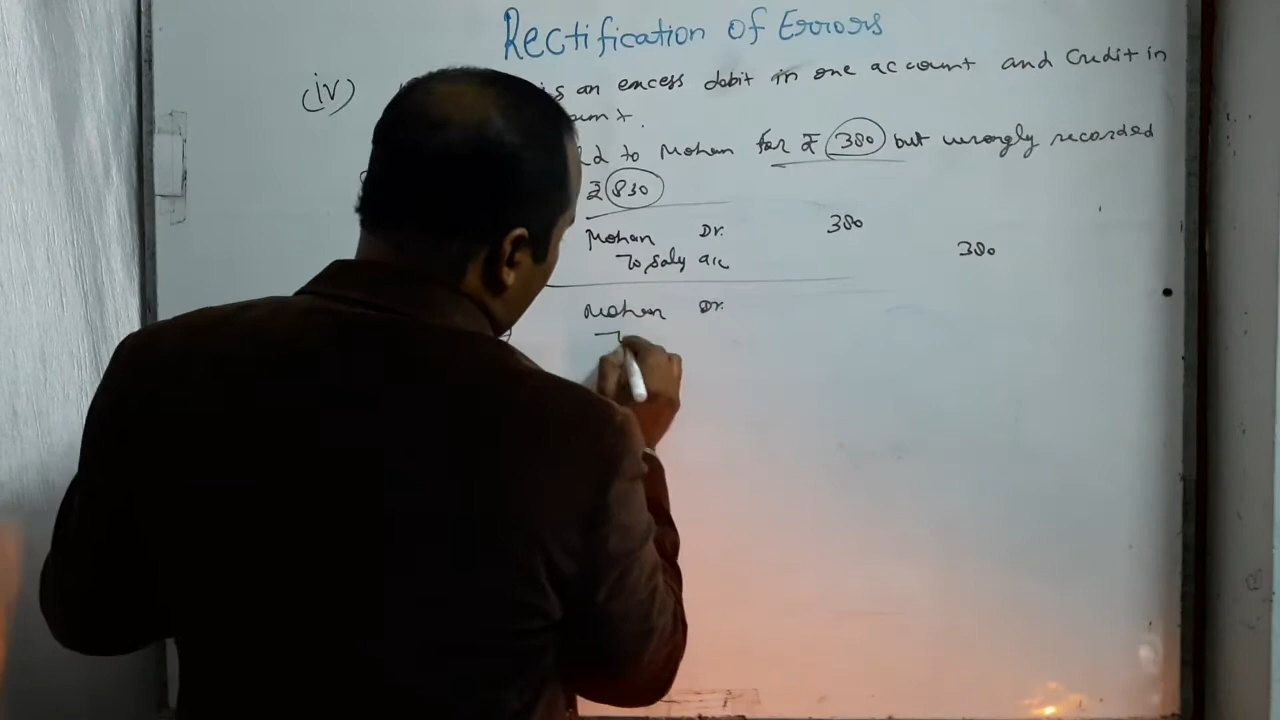 Rectification of Errors
(iv) is an excess debit in one account and Credit in
to Mohan for ₹ 380 but wrongly recorded
₹ 830
Mohan Dr. 380
To saly a/c 380
Mohan Dr.